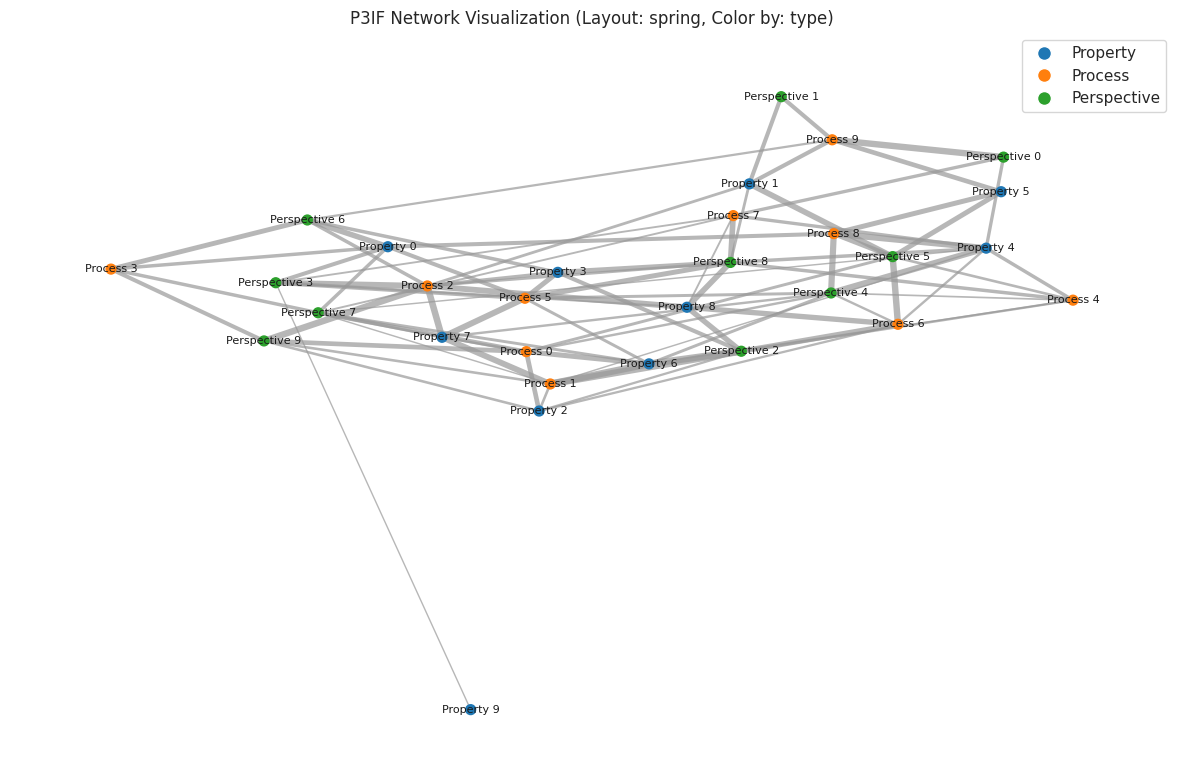 P3IF Network Visualization (Layout: spring, Color by: type)
Property
Process
Perspective
Perspective 1
Process 9
Perspective 0
Property 1
Property 5
Process 7
Perspective 6
Process 8
Property 0
Property 4
Perspective 5
Perspective 8
Process 3
Property 3
Perspective 3
Process 2
Perspective 4
Process 5
Process 4
Property 8
Perspective 7
Process 6
Property 7
Perspective 9
Process 0
Perspective 2
Property 6
Process 1
Property 2
Property 9